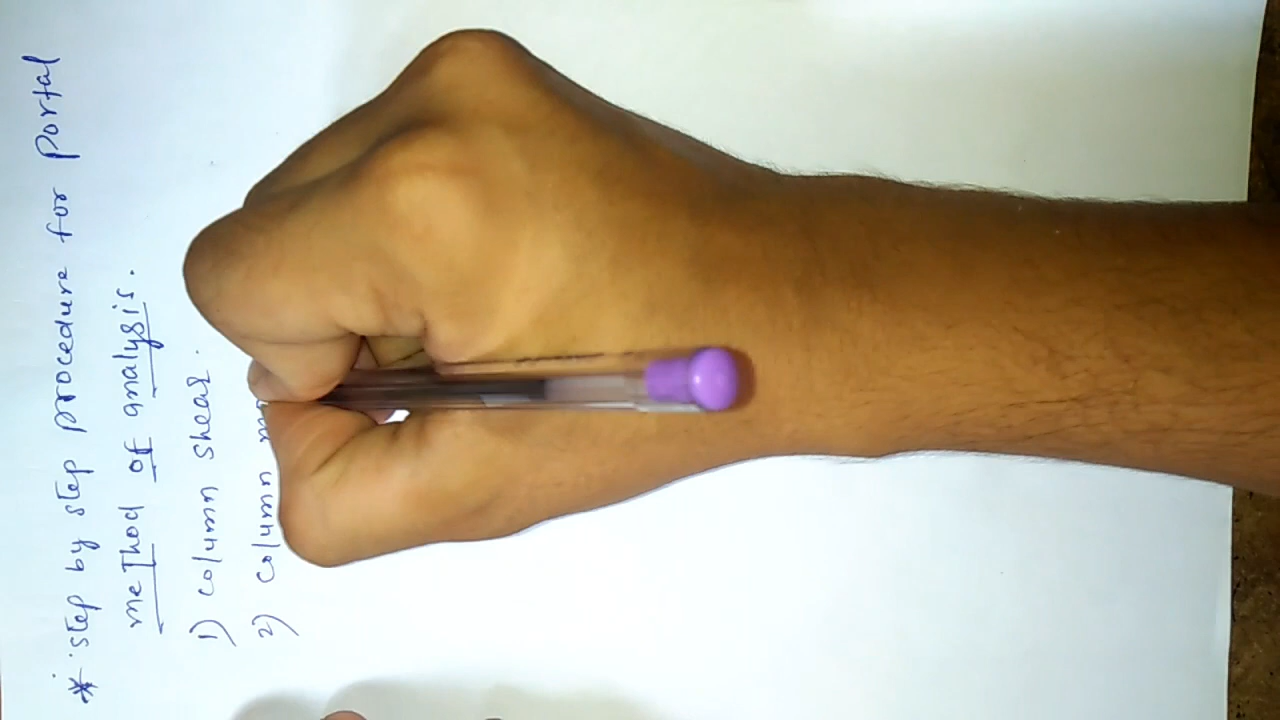 * step by step procedure for portal
method of analysis.
1) column shear.
2) column m